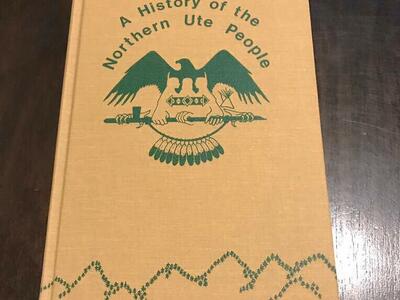 A History of the
Northern Ute People